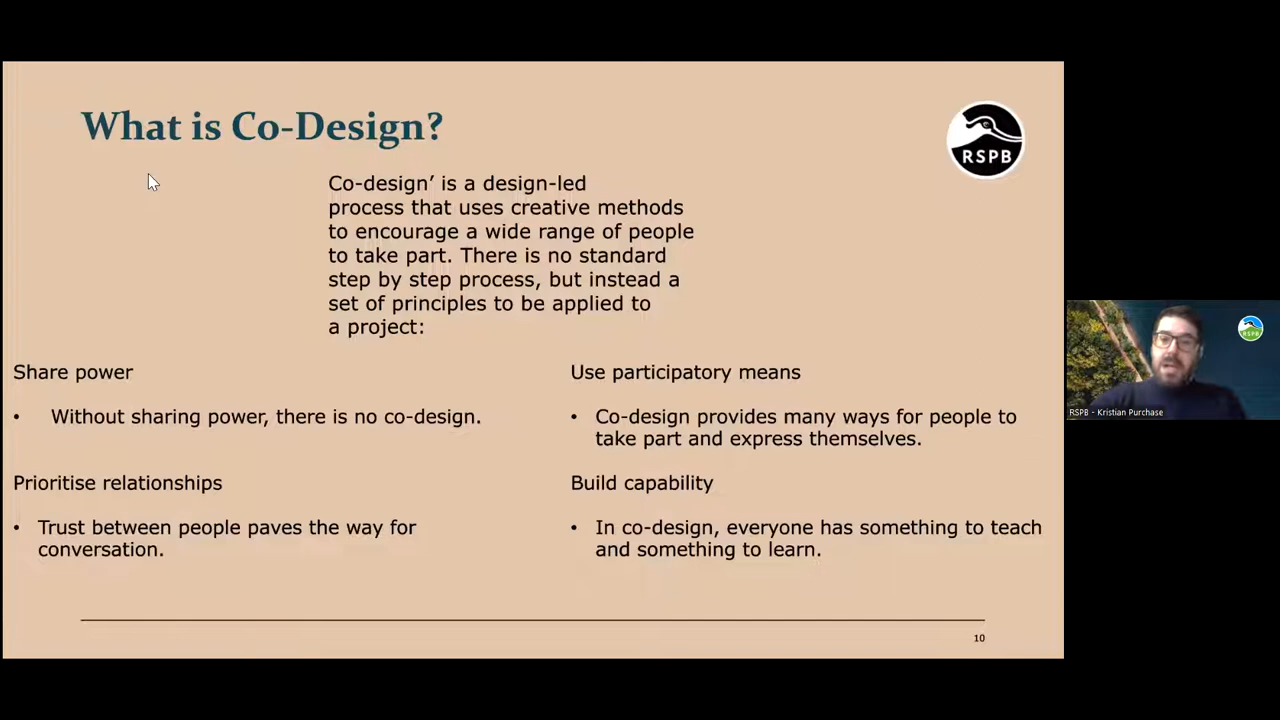 What is Co-Design?
RSPB
Co-design’ is a design-led
process that uses creative methods
to encourage a wide range of people
to take part. There is no standard
step by step process, but instead a
set of principles to be applied to
a project:
Share power
• Without sharing power, there is no co-design.
Prioritise relationships
• Trust between people paves the way for
conversation.
Use participatory means
• Co-design provides many ways for people to
take part and express themselves.
Build capability
• In co-design, everyone has something to teach
and something to learn.
10
RSPB
RSPB - Kristian Purchase